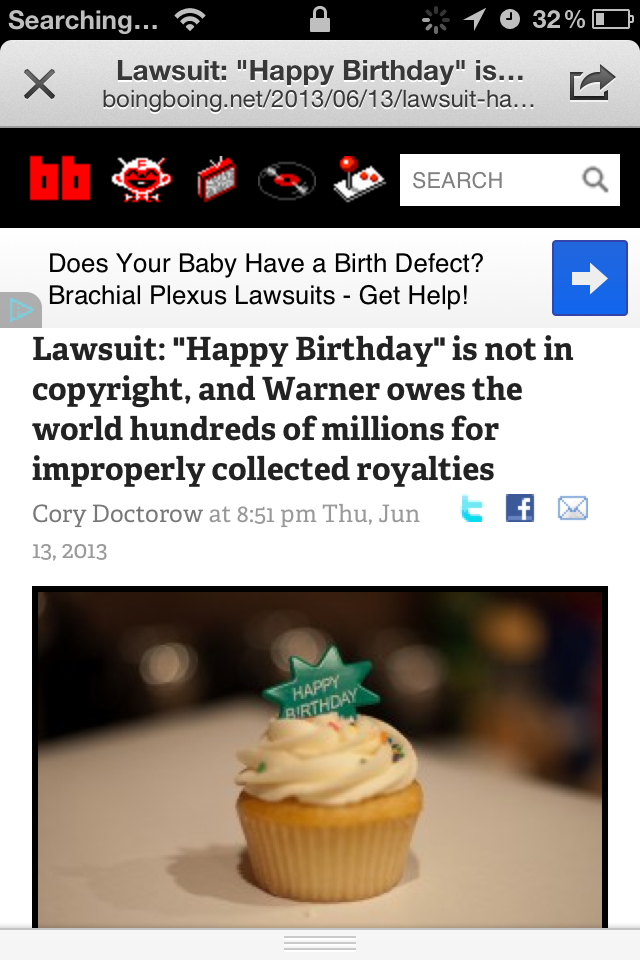 Searching... 32%
Lawsuit: "Happy Birthday" is...
boingboing.net/2013/06/13/lawsuit-ha...
bb
SEARCH
Does Your Baby Have a Birth Defect?
Brachial Plexus Lawsuits - Get Help!
Lawsuit: "Happy Birthday" is not in
copyright, and Warner owes the
world hundreds of millions for
improperly collected royalties
Cory Doctorow at 8:51 pm Thu, Jun
13, 2013
HAPPY
BIRTHDAY